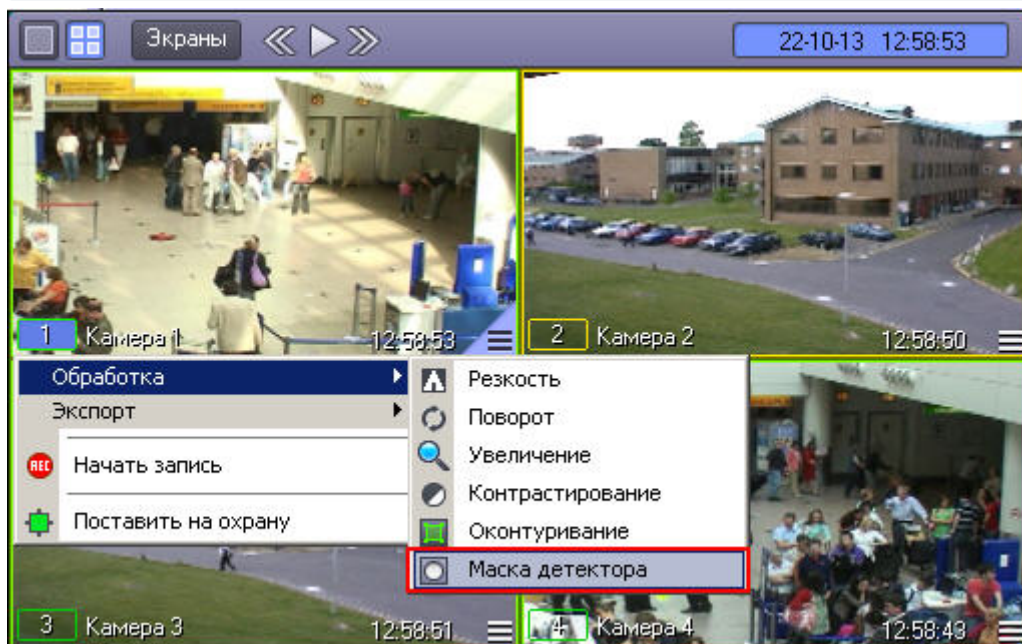 Экраны
22-10-13 12:58:53
1 Камера 1 12:58:53
2 Камера 2 12:58:50
Обработка
Экспорт
REC Начать запись
Поставить на охрану
Резкость
Поворот
Увеличение
Контрастирование
Оконтуривание
Маска детектора
3 Камера 3 12:58:51
4 Камера 4 12:58:43